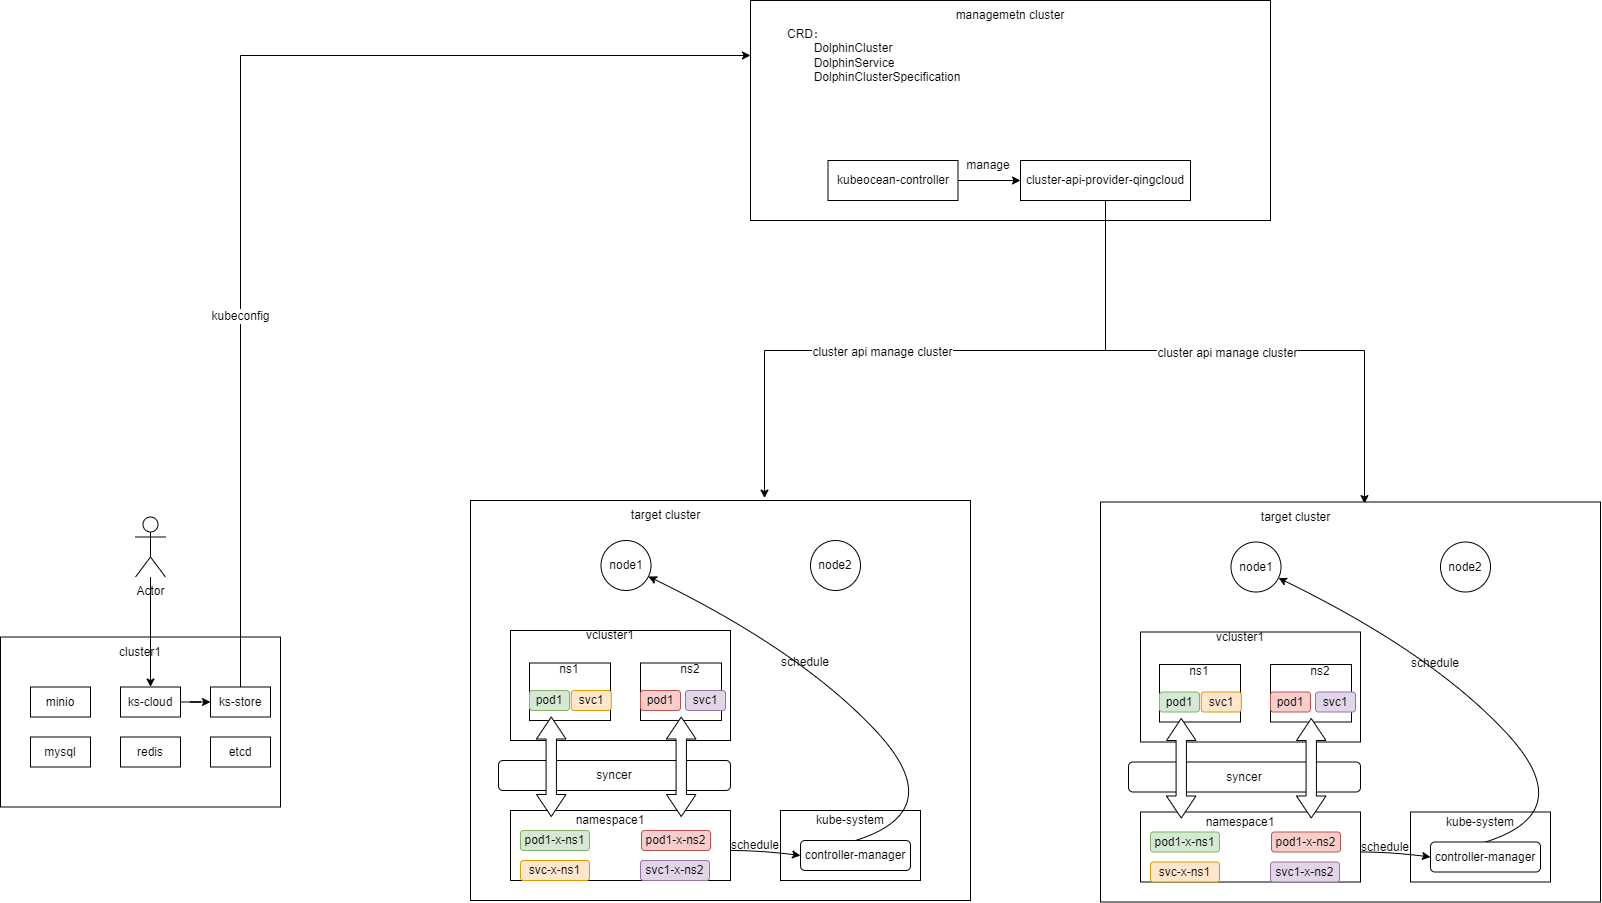 managemetn cluster
CRD：
DolphinCluster
DolphinService
DolphinClusterSpecification
kubeocean-controller
manage
cluster-api-provider-qingcloud
kubeconfig
cluster api manage cluster
cluster api manage cluster
Actor
cluster1
minio
ks-cloud
ks-store
mysql
redis
etcd
target cluster
node1
node2
vcluster1
schedule
ns1
ns2
pod1
svc1
pod1
svc1
syncer
namespace1
kube-system
pod1-x-ns1
pod1-x-ns2
schedule
controller-manager
svc-x-ns1
svc1-x-ns2
target cluster
node1
node2
vcluster1
schedule
ns1
ns2
pod1
svc1
pod1
svc1
syncer
namespace1
kube-system
pod1-x-ns1
pod1-x-ns2
schedule
controller-manager
svc-x-ns1
svc1-x-ns2